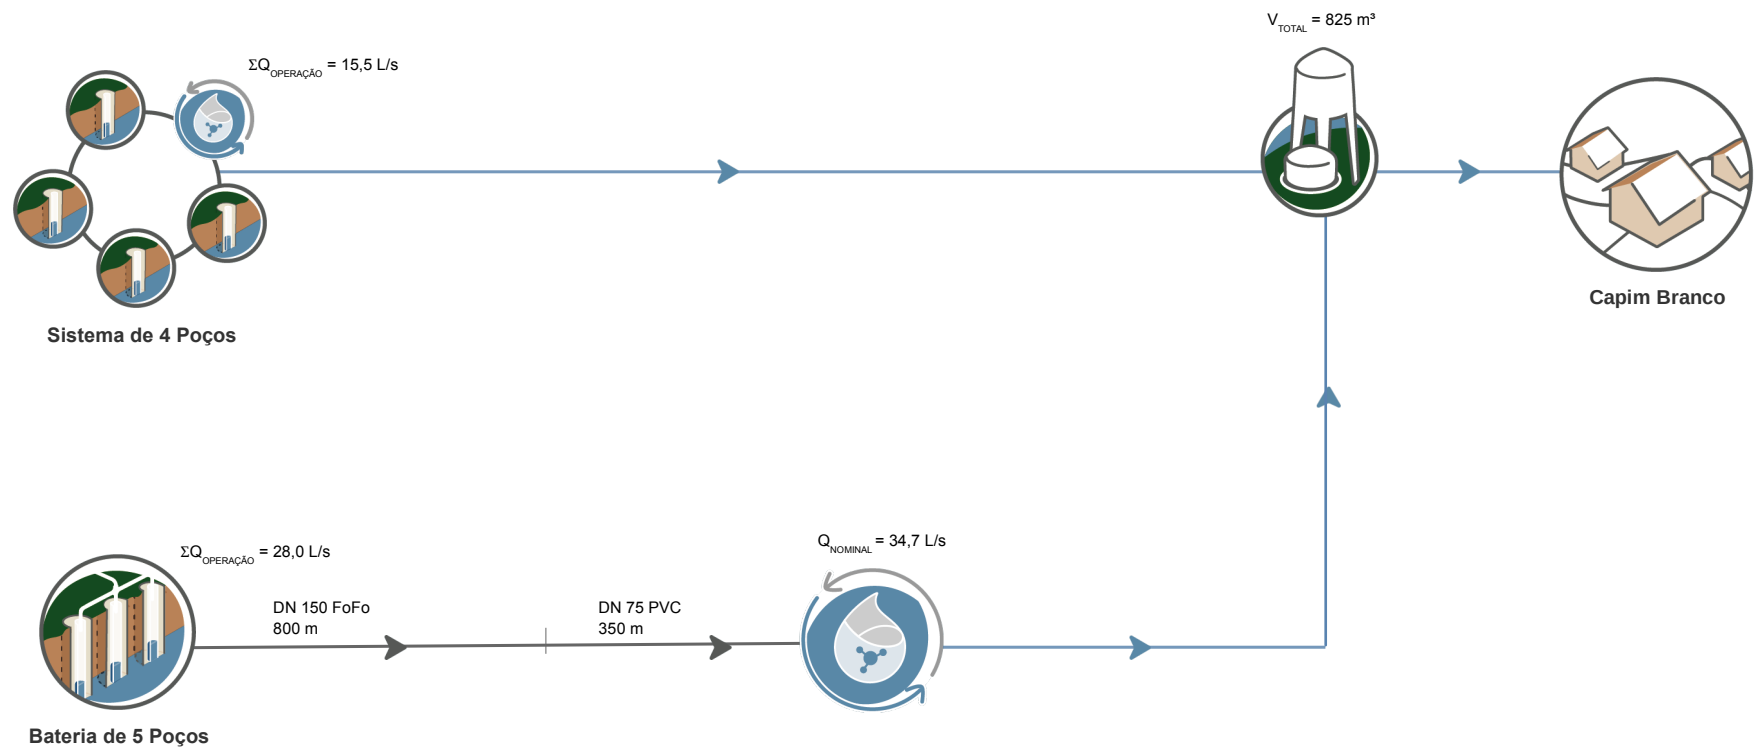 V_TOTAL = 825 m³
ΣQ_OPERAÇÃO = 15,5 L/s
Capim Branco
Sistema de 4 Poços
Q_NOMINAL = 34,7 L/s
ΣQ_OPERAÇÃO = 28,0 L/s
DN 150 FoFo
800 m
DN 75 PVC
350 m
Bateria de 5 Poços